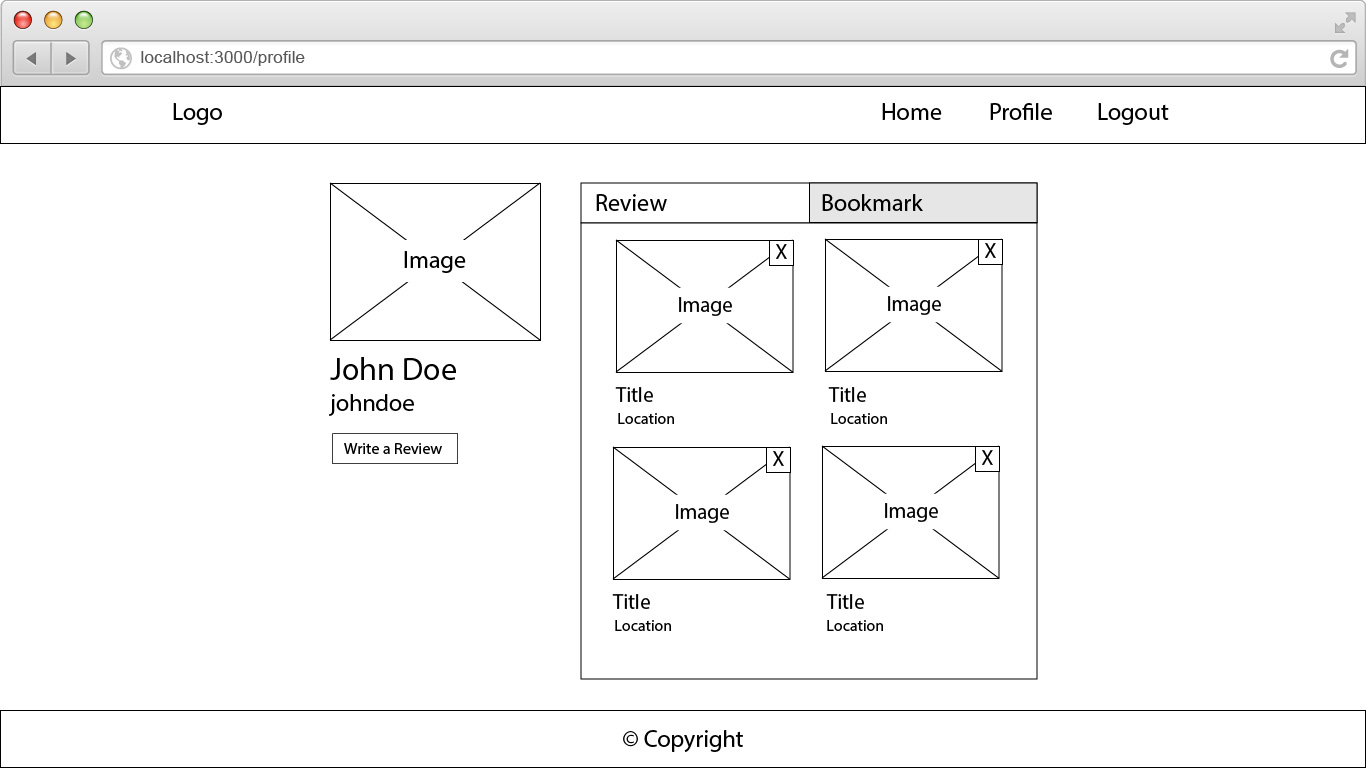 localhost:3000/profile
Logo Home Profile Logout
Image
John Doe
johndoe
Write a Review
Review Bookmark
X X
Image Image
Title Title
Location Location
X X
Image Image
Title Title
Location Location
© Copyright